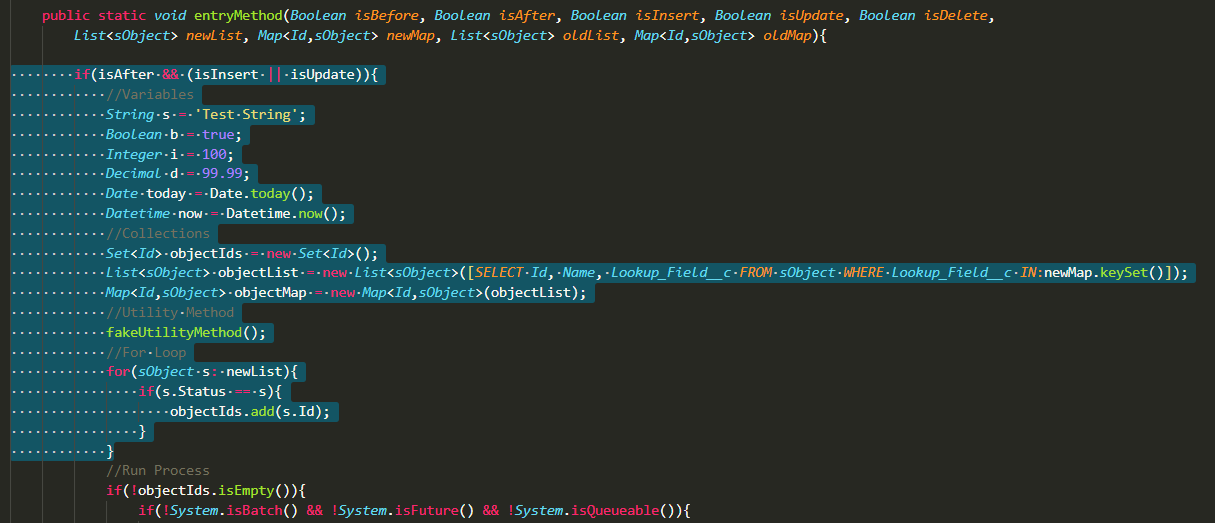 public static void entryMethod(Boolean isBefore, Boolean isAfter, Boolean isInsert, Boolean isUpdate, Boolean isDelete,
List<sObject> newList, Map<Id,sObject> newMap, List<sObject> oldList, Map<Id,sObject> oldMap){
if(isAfter && (isInsert || isUpdate)){
//Variables
String s = 'Test String';
Boolean b = true;
Integer i = 100;
Decimal d = 99.99;
Date today = Date.today();
Datetime now = Datetime.now();
//Collections
Set<Id> objectIds = new Set<Id>();
List<sObject> objectList = new List<sObject>([SELECT Id, Name, Lookup_Field__c FROM sObject WHERE Lookup_Field__c IN:newMap.keySet()]);
Map<Id,sObject> objectMap = new Map<Id,sObject>(objectList);
//Utility Method
fakeUtilityMethod();
//For Loop
for(sObject s: newList){
if(s.Status == s){
objectIds.add(s.Id);
}
}
//Run Process
if(!objectIds.isEmpty()){
if(!System.isBatch() && !System.isFuture() && !System.isQueueable()){